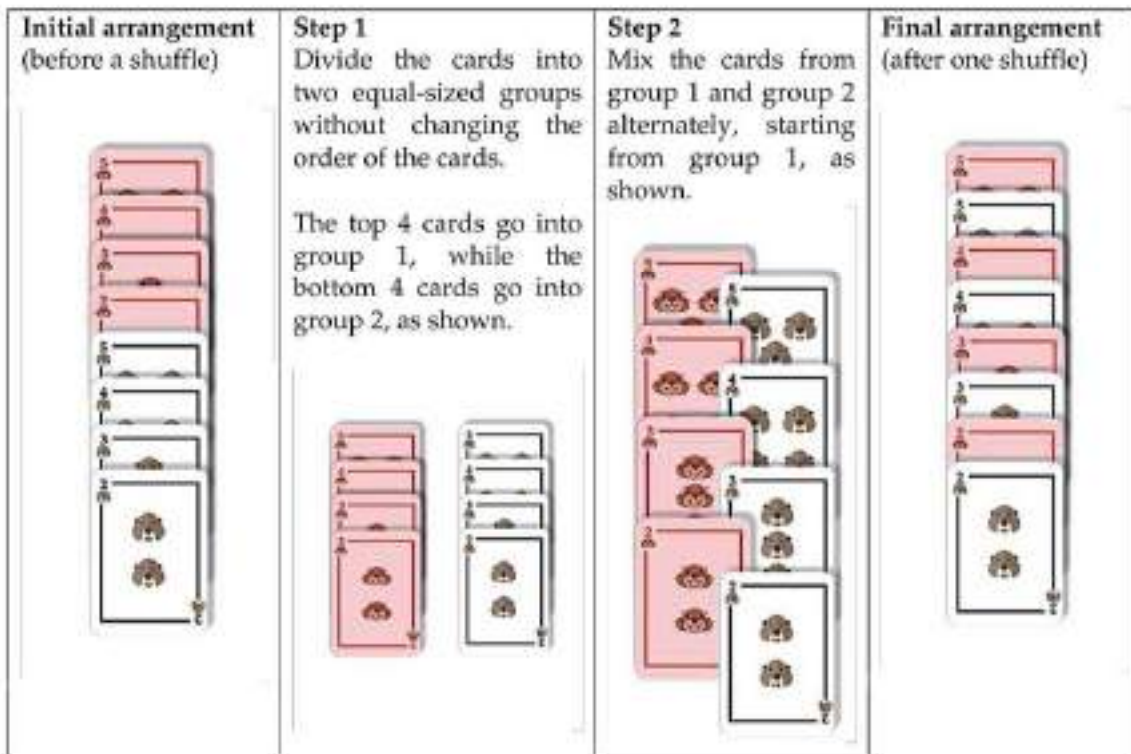 Initial arrangement
(before a shuffle)
Step 1
Divide the cards into
two equal-sized groups
without changing the
order of the cards.
The top 4 cards go into
group 1, while the
bottom 4 cards go into
group 2, as shown.
Step 2
Mix the cards from
group 1 and group 2
alternately, starting
from group 1, as
shown.
Final arrangement
(after one shuffle)